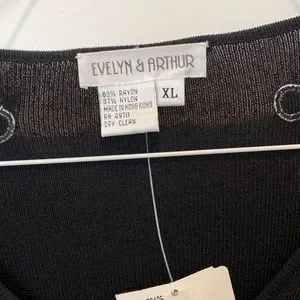 EVELYN & ARTHUR
63% RAYON
37% NYLON
MADE IN HONG KONG
RN 49711
DRY CLEAN
XL